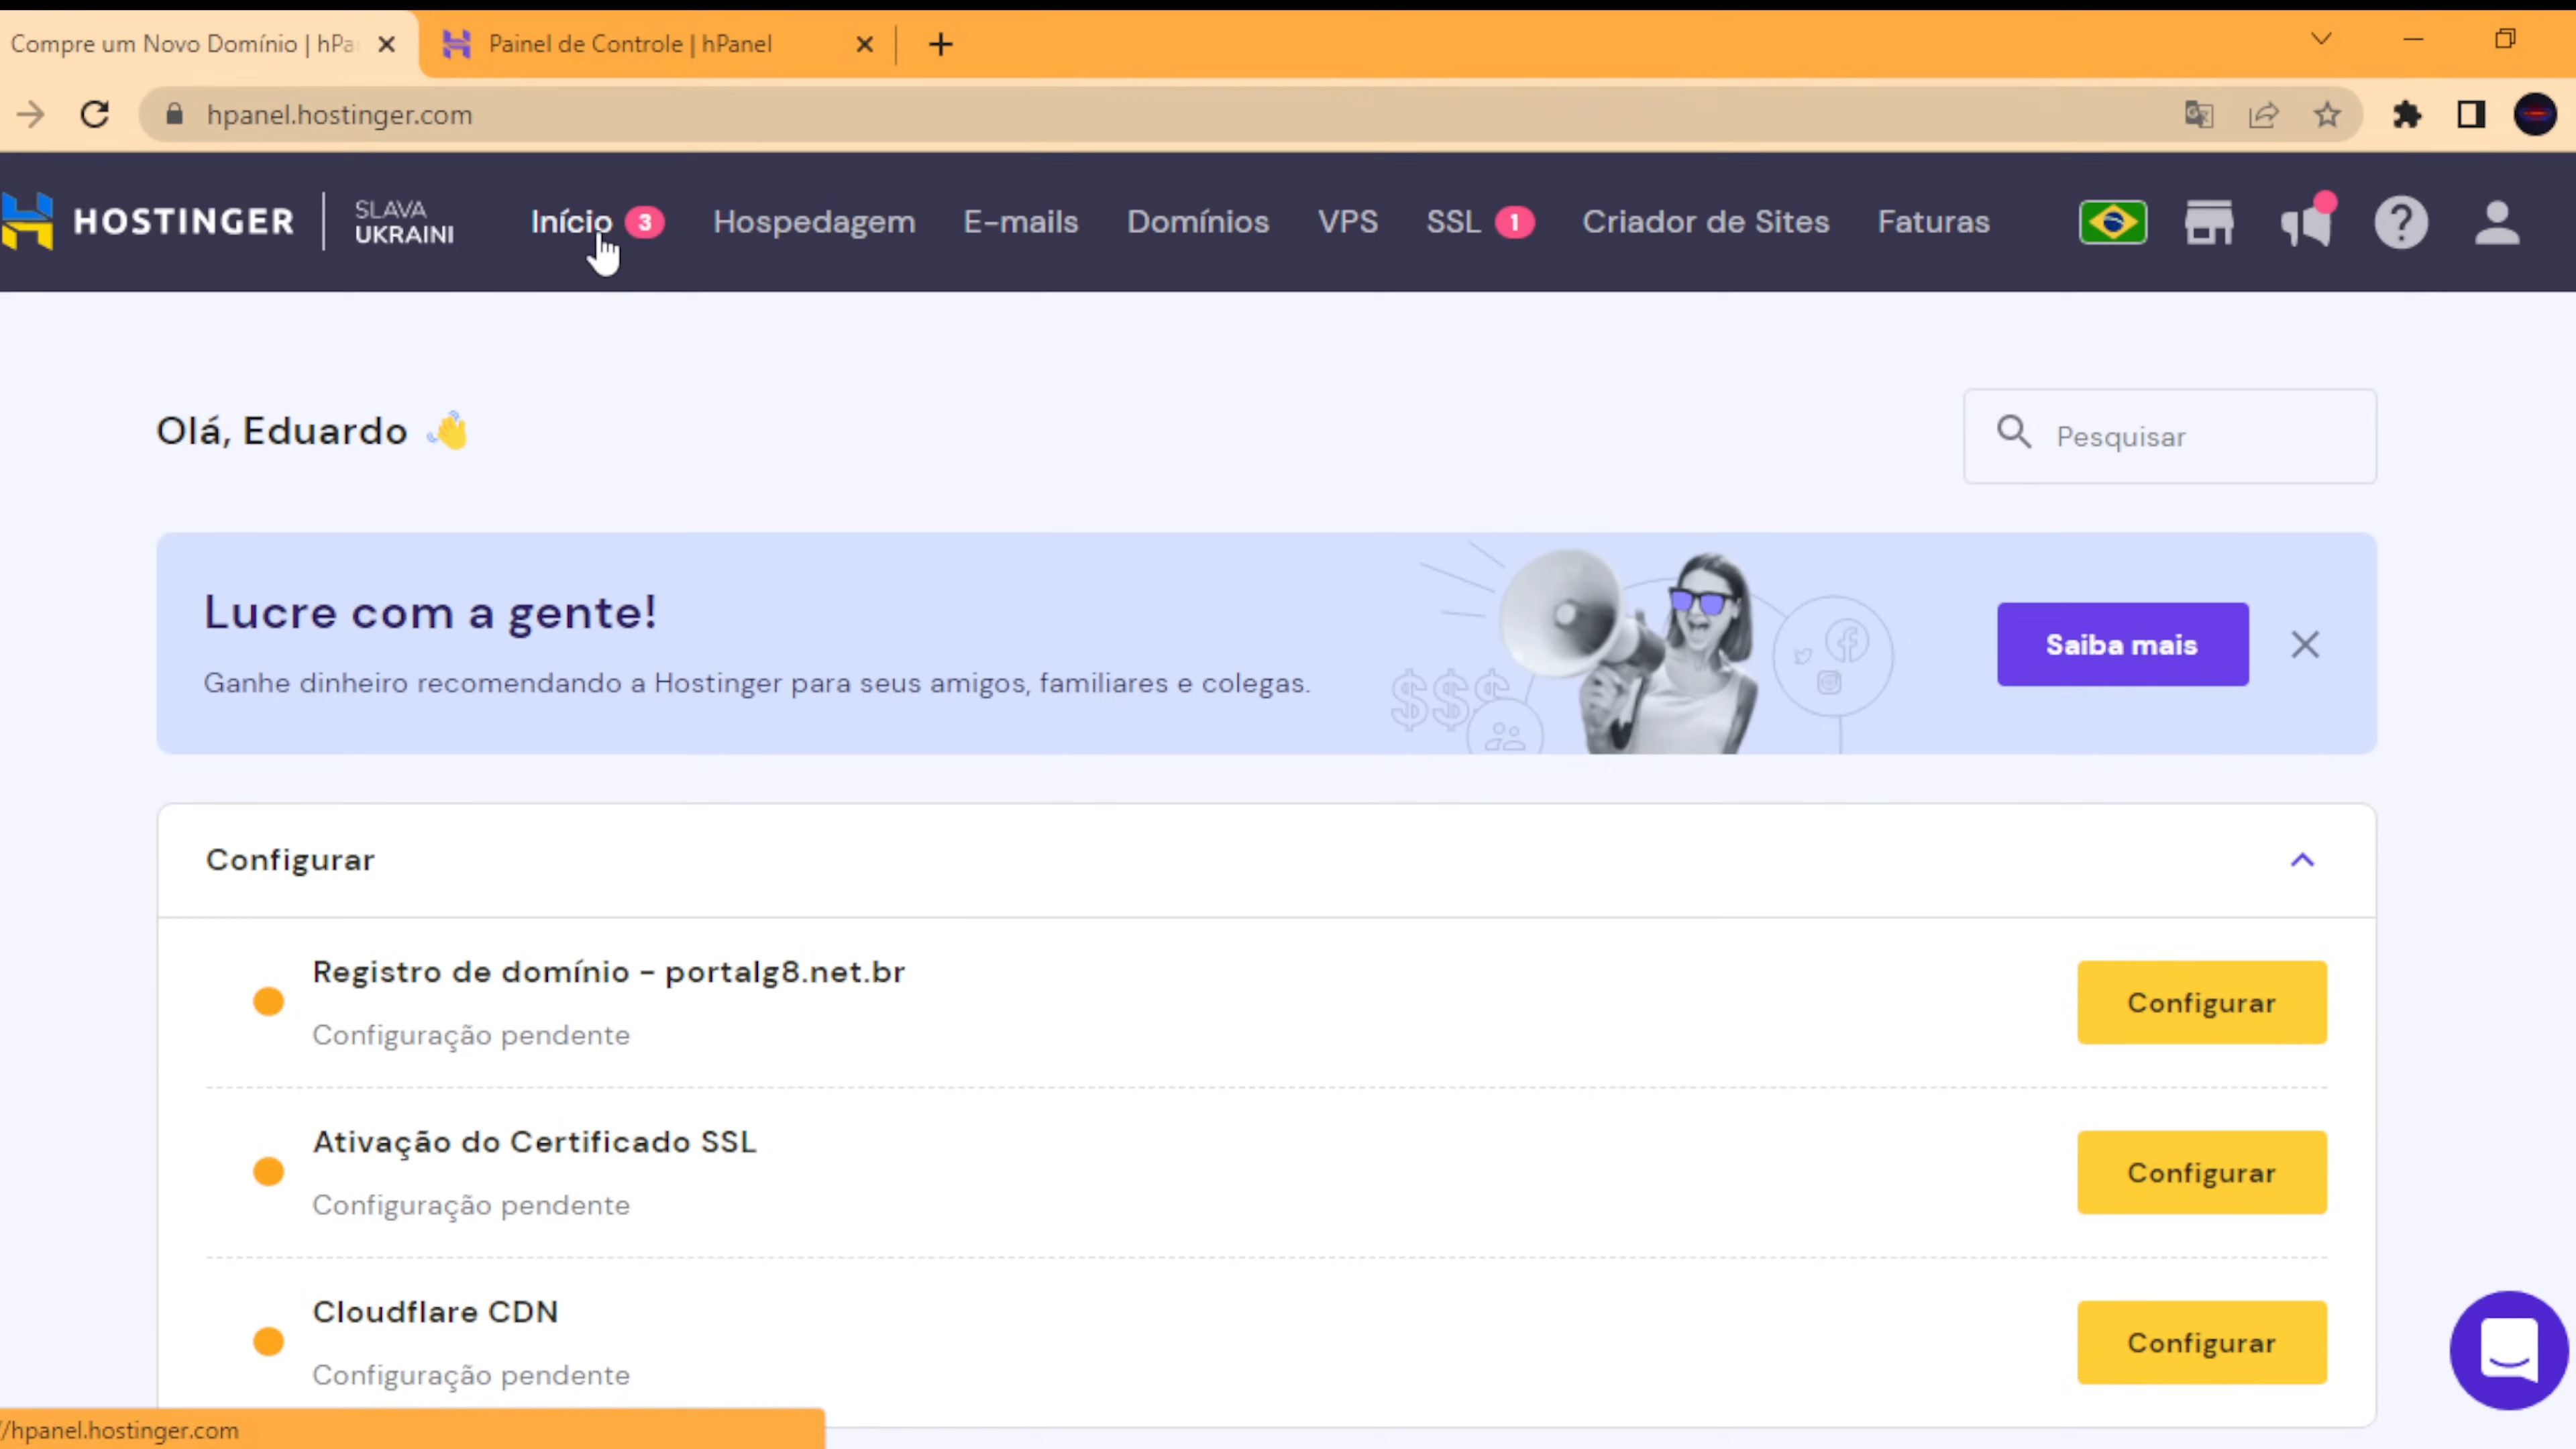 Compre um Novo Domínio | hPa
Painel de Controle | hPanel
hpanel.hostinger.com
HOSTINGER
SLAVA
UKRAINI
Início 3 Hospedagem E-mails Domínios VPS SSL 1 Criador de Sites Faturas
Olá, Eduardo
Pesquisar
Lucre com a gente!
Ganhe dinheiro recomendando a Hostinger para seus amigos, familiares e colegas.
$$$
Saiba mais
Configurar
Registro de domínio - portalg8.net.br
Configuração pendente
Configurar
Ativação do Certificado SSL
Configuração pendente
Configurar
Cloudflare CDN
Configuração pendente
Configurar
//hpanel.hostinger.com